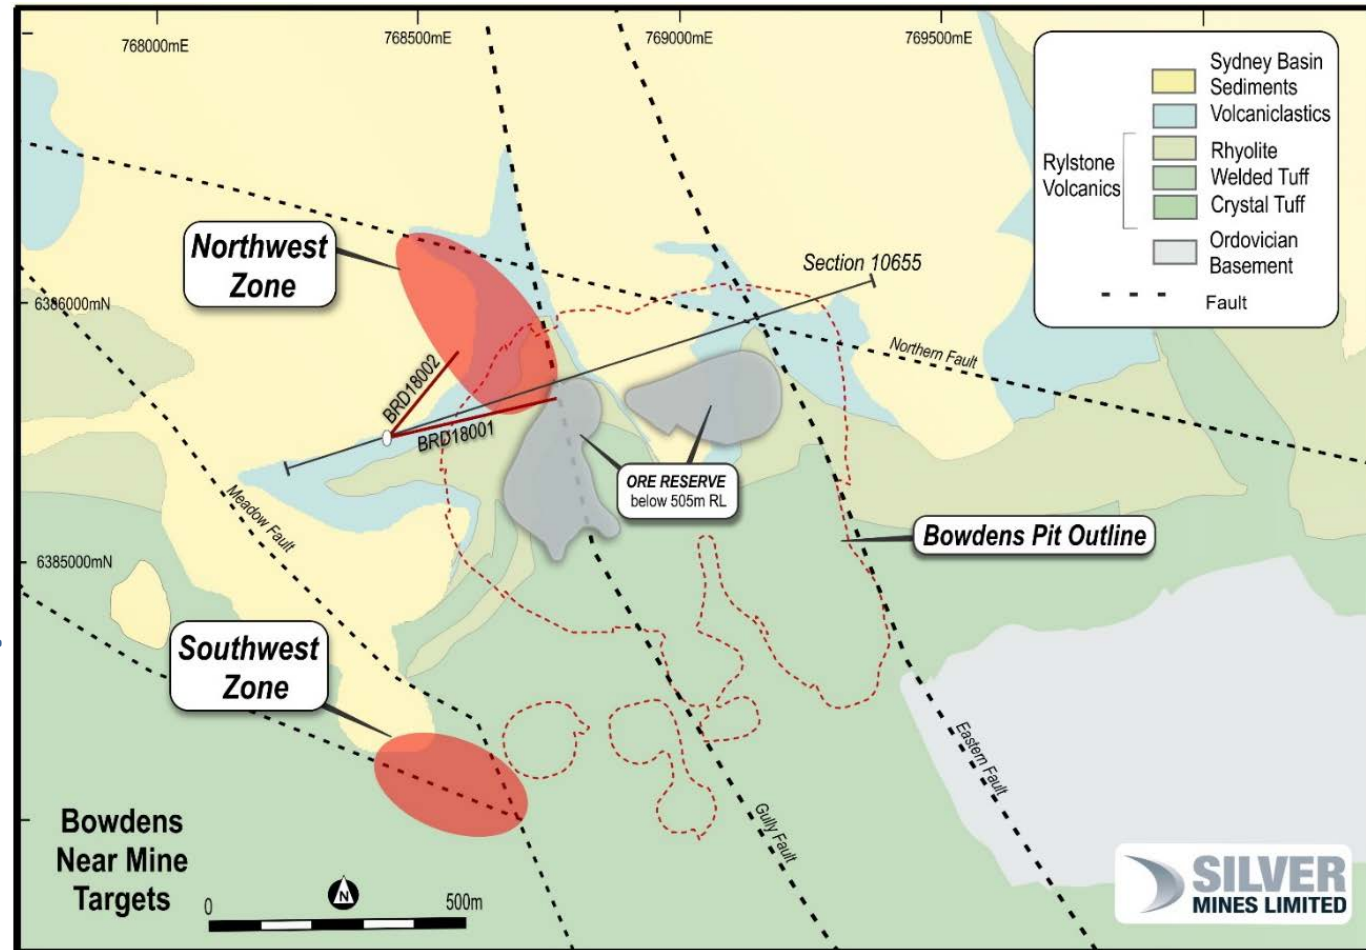 768000mE
768500mE
769000mE
769500mE
Sydney Basin
Sediments
Volcaniclastics
Rylstone
Volcanics
Rhyolite
Welded Tuff
Crystal Tuff
Ordovician
Basement
Fault
Northwest
Zone
Section 10655
6386000mN
Northern Fault
BRD18002
BRD18001
ORE RESERVE
below 505m RL
Meadow Fault
Bowdens Pit Outline
6385000mN
Southwest
Zone
Eastern Fault
Gully Fault
Bowdens
Near Mine
Targets
N
0
500m
SILVER
MINES LIMITED